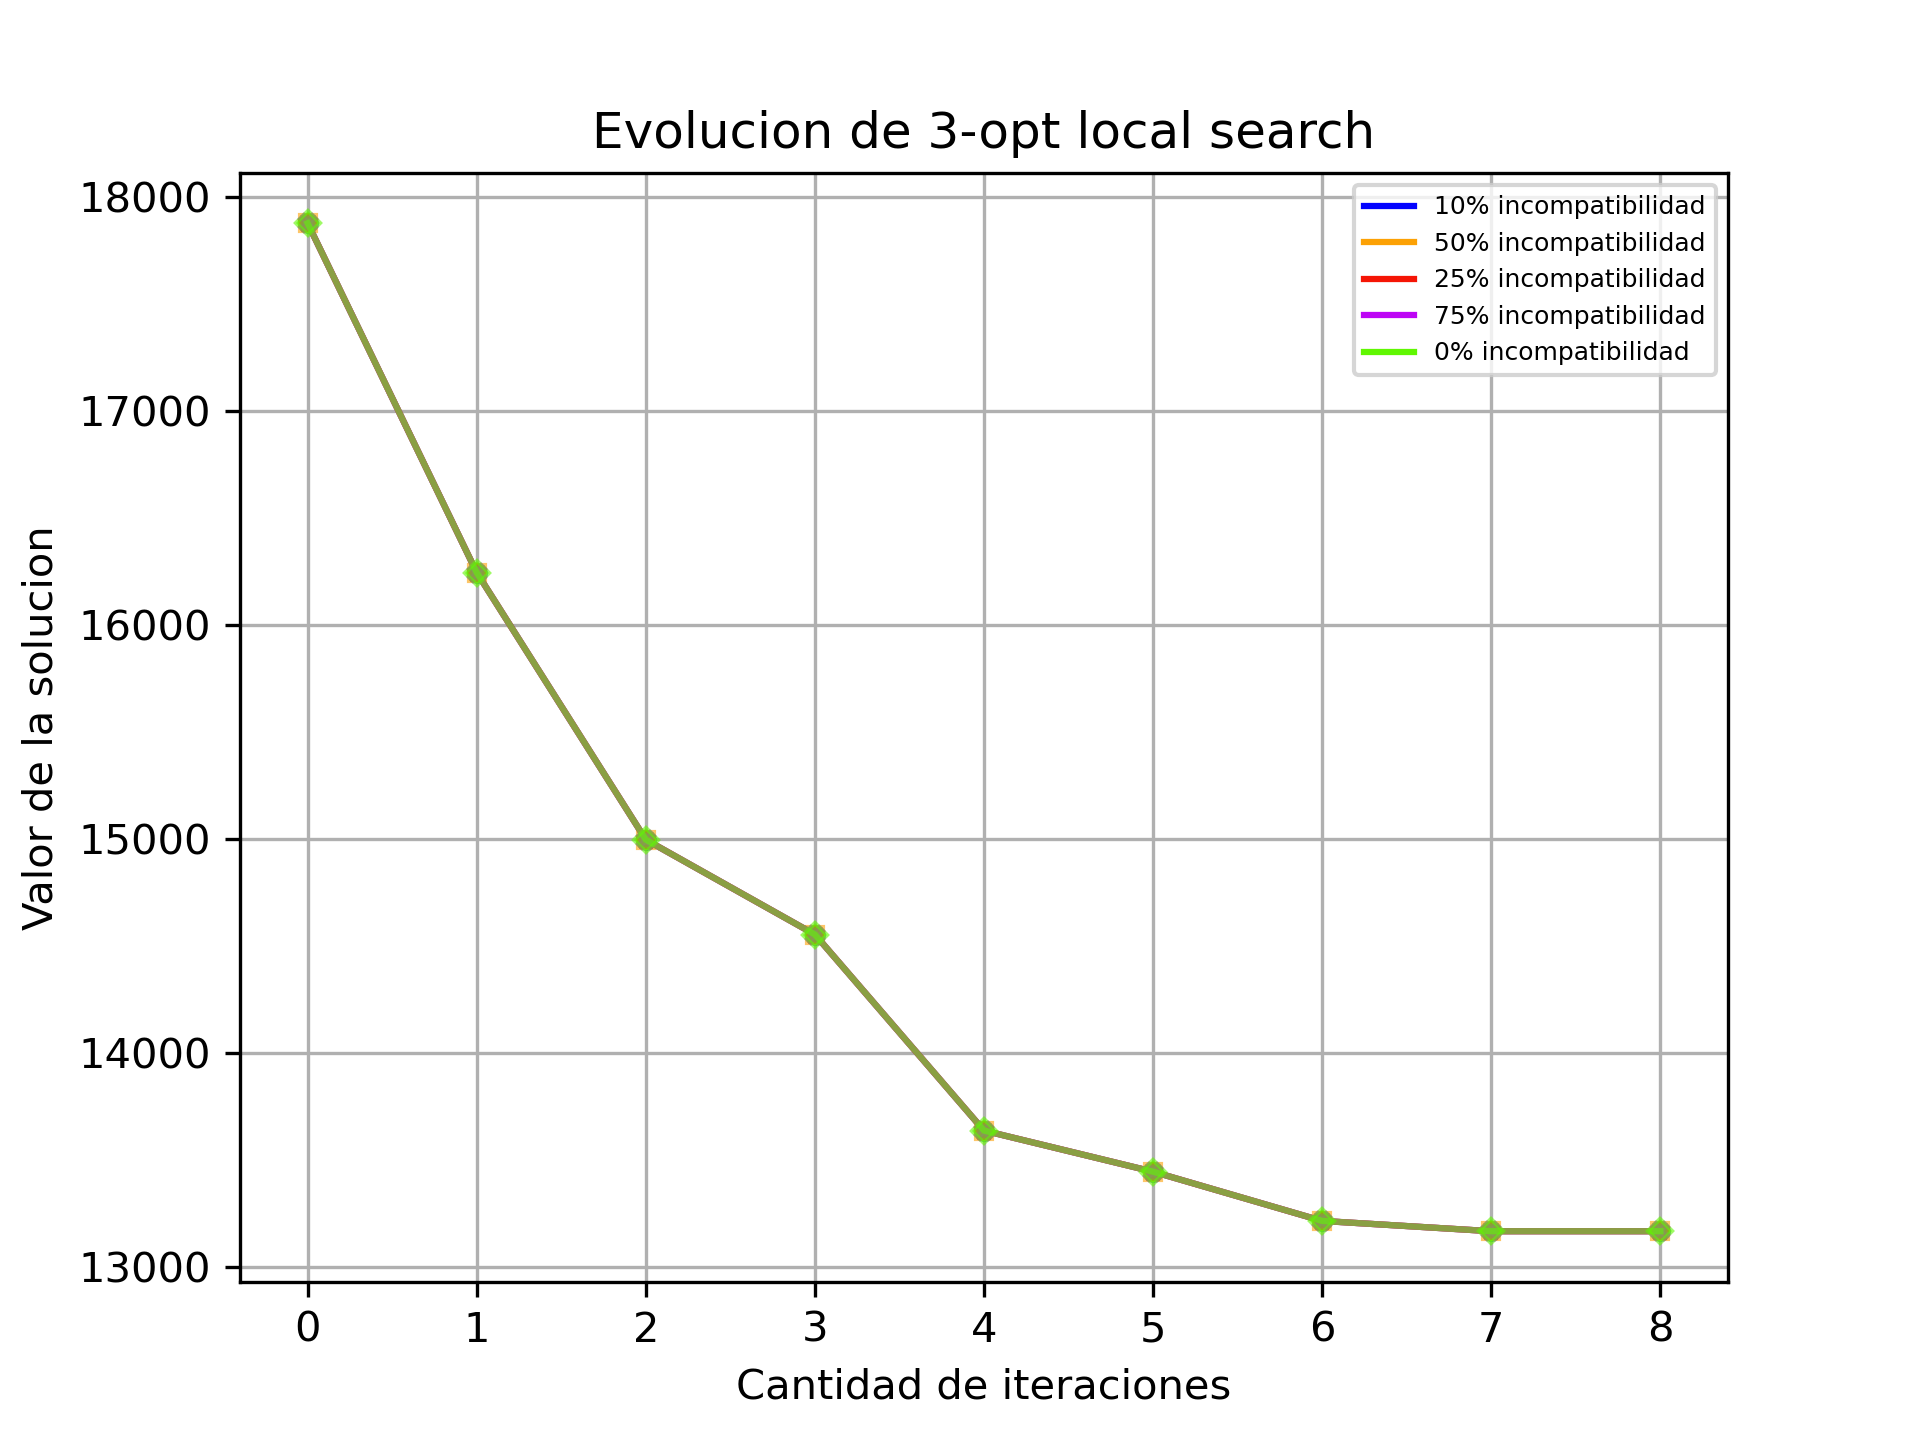 Evolucion de 3-opt local search
18000
17000
16000
15000
14000
13000
Valor de la solucion
10% incompatibilidad
50% incompatibilidad
25% incompatibilidad
75% incompatibilidad
0% incompatibilidad
0 1 2 3 4 5 6 7 8
Cantidad de iteraciones